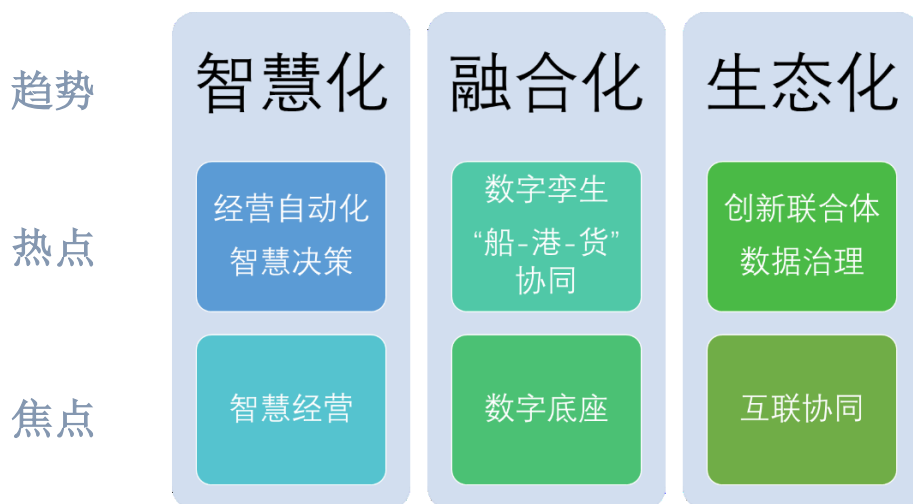 趋势
智慧化
融合化
生态化
热点
经营自动化
智慧决策
数字孪生
“船-港-货”
协同
创新联合体
数据治理
焦点
智慧经营
数字底座
互联协同